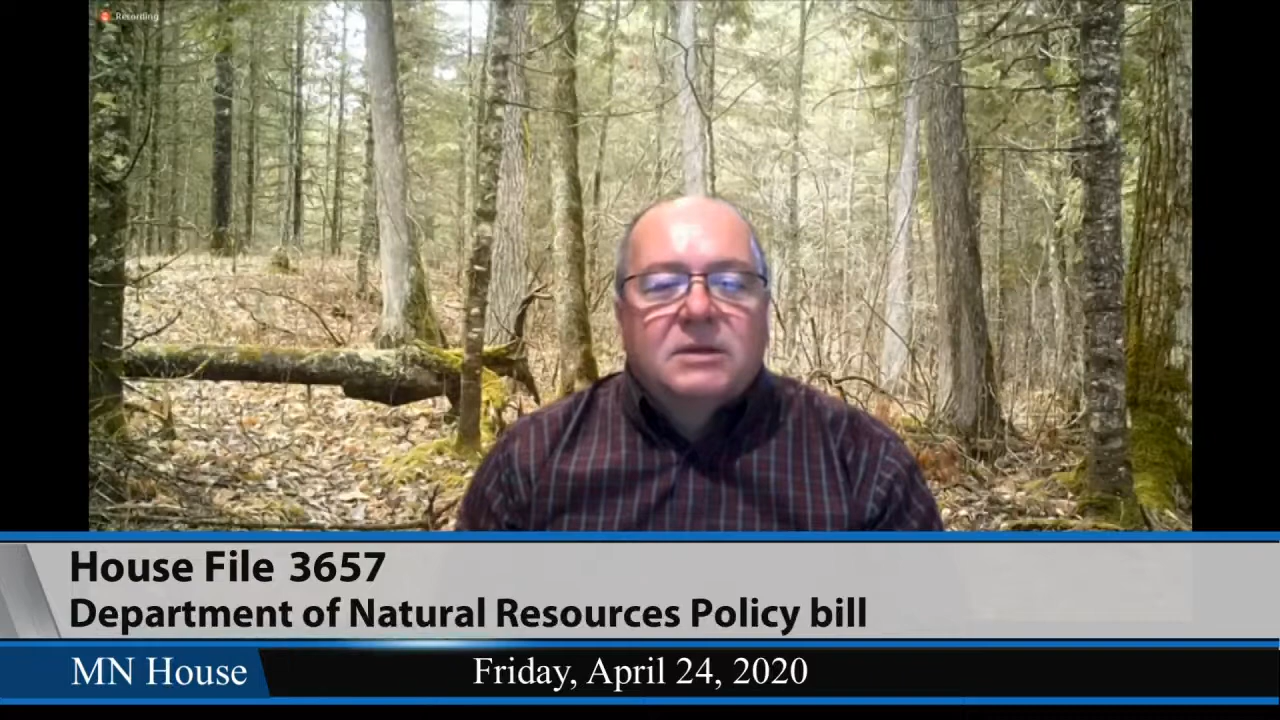 Recording
House File 3657
Department of Natural Resources Policy bill
MN House
Friday, April 24, 2020